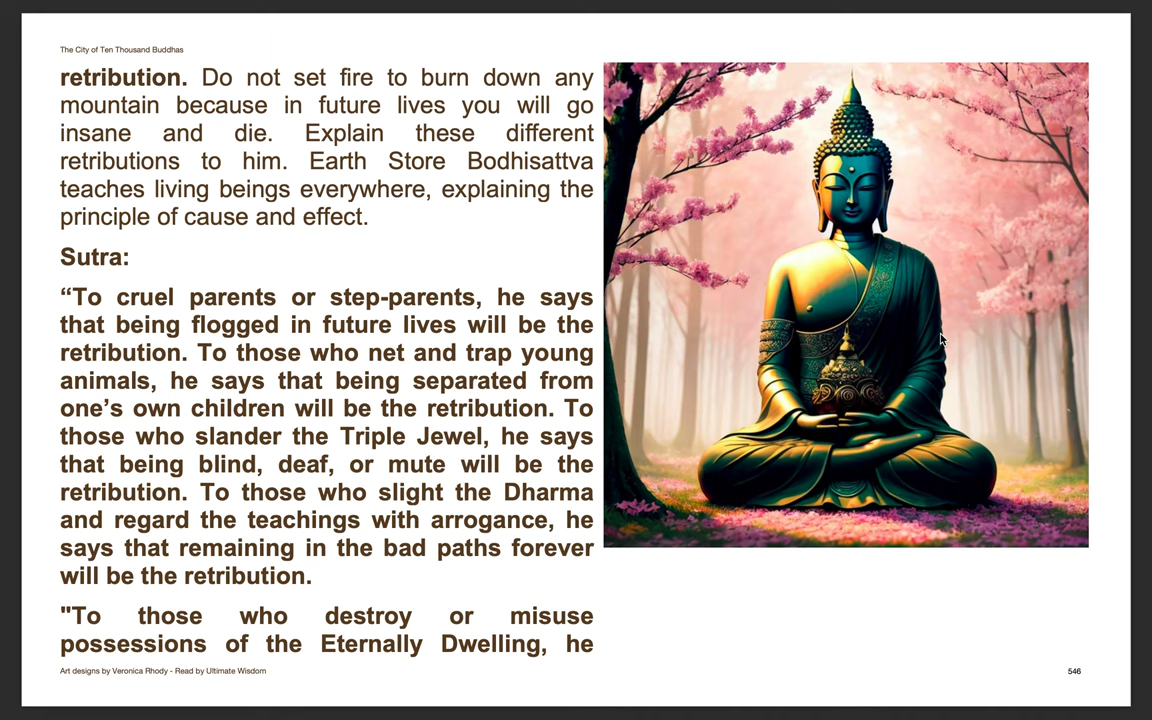 The City of Ten Thousand Buddhas
retribution. Do not set fire to burn down any
mountain because in future lives you will go
insane and die. Explain these different
retributions to him. Earth Store Bodhisattva
teaches living beings everywhere, explaining the
principle of cause and effect.
Sutra:
“To cruel parents or step-parents, he says
that being flogged in future lives will be the
retribution. To those who net and trap young
animals, he says that being separated from
one’s own children will be the retribution. To
those who slander the Triple Jewel, he says
that being blind, deaf, or mute will be the
retribution. To those who slight the Dharma
and regard the teachings with arrogance, he
says that remaining in the bad paths forever
will be the retribution.
"To those who destroy or misuse
possessions of the Eternally Dwelling, he
Art designs by Veronica Rhody - Read by Ultimate Wisdom
546